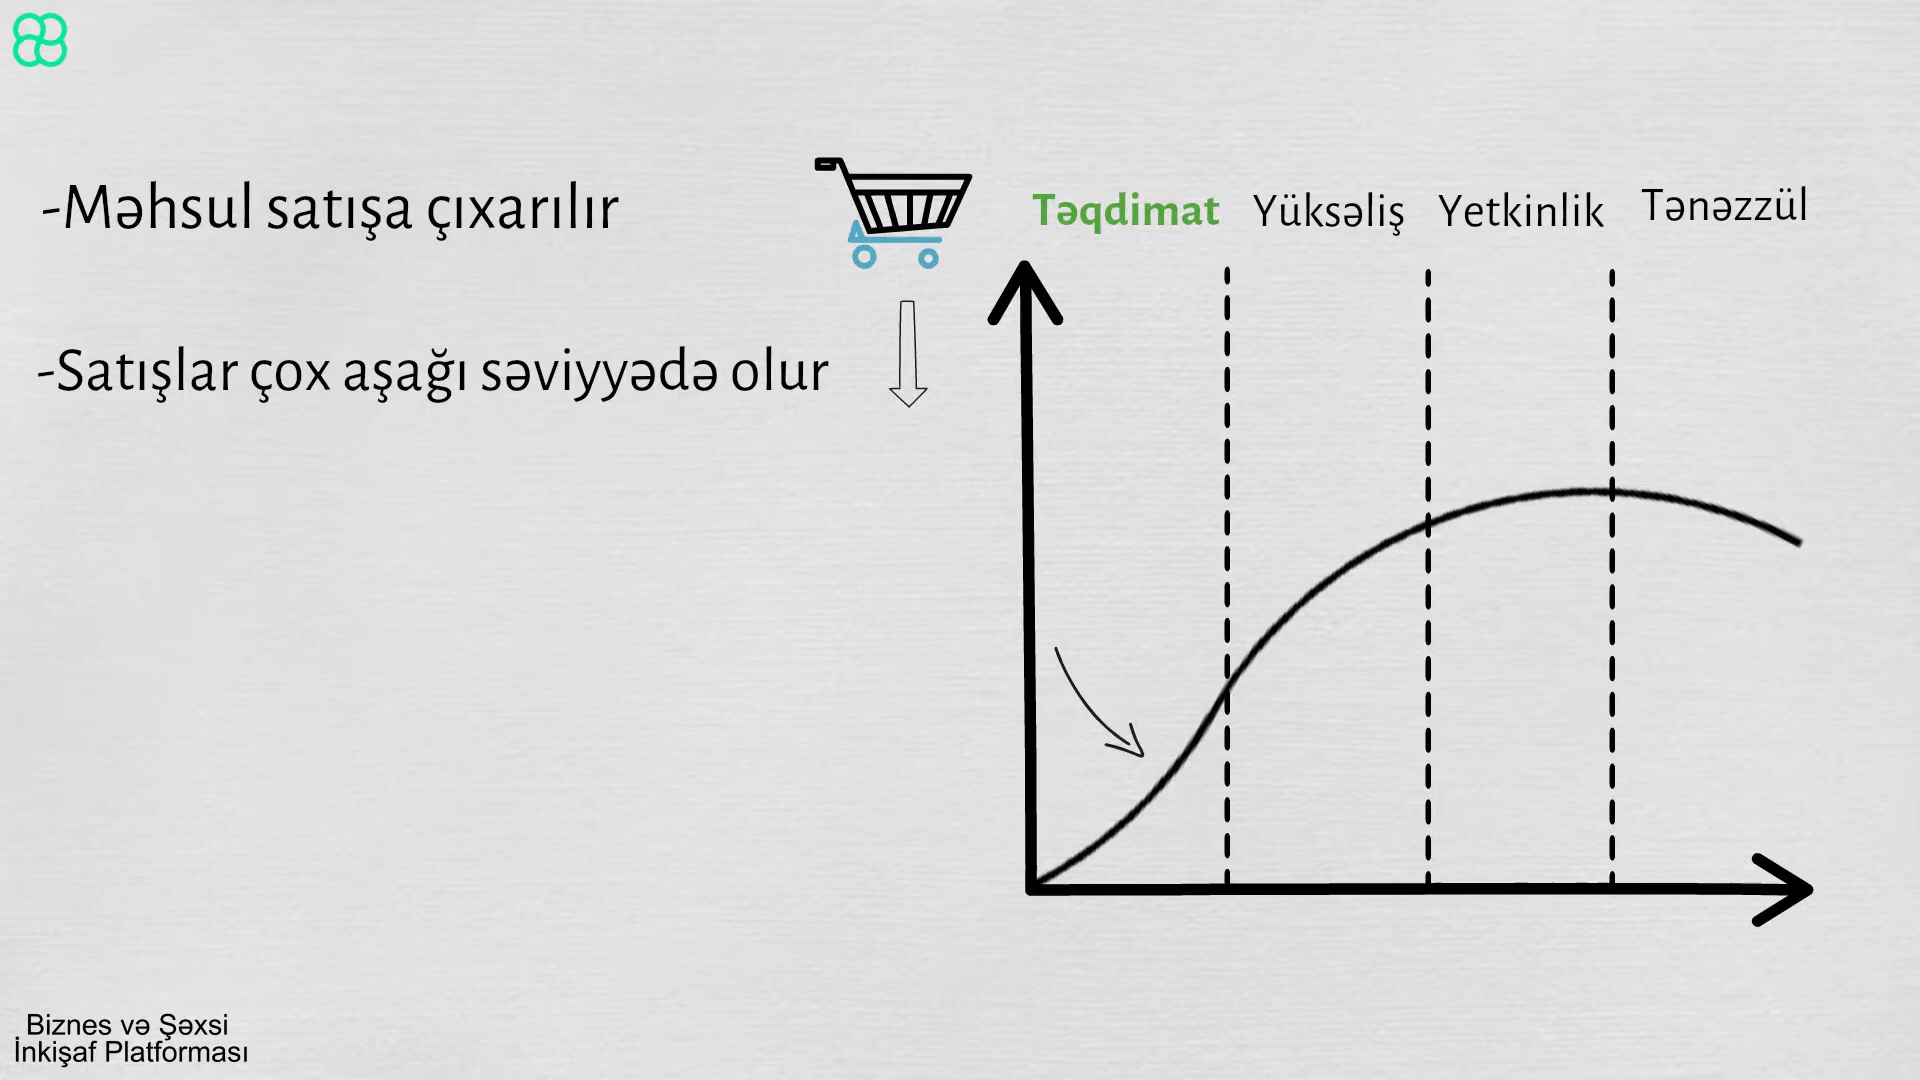 -Məhsul satışa çıxarılır
-Satışlar çox aşağı səviyyədə olur
Təqdimat Yüksəliş Yetkinlik Tənəzzül
Biznes və Şəxsi
İnkişaf Platforması